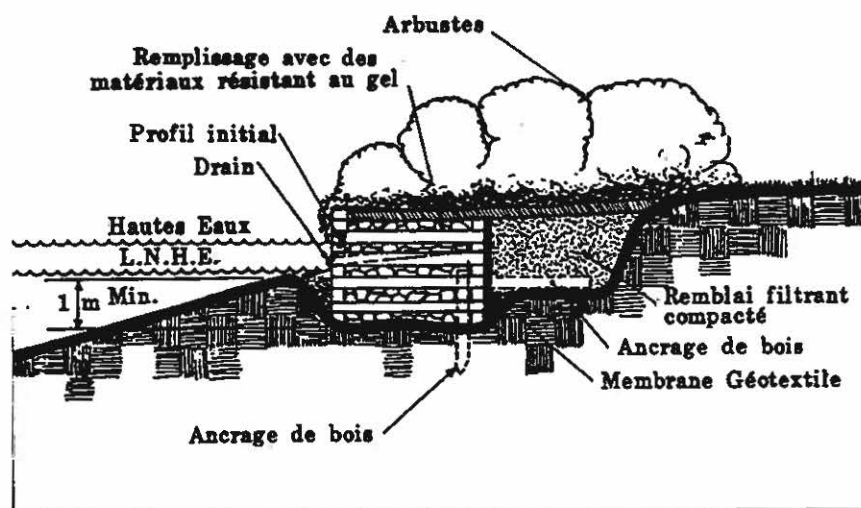 Arbustes
Remplissage avec des
matériaux résistant au gel
Profil initial
Drain
Hautes Eaux
L.N.H.E.
1 m Min.
Remblai filtrant
compacté
Ancrage de bois
Membrane Géotextile
Ancrage de bois